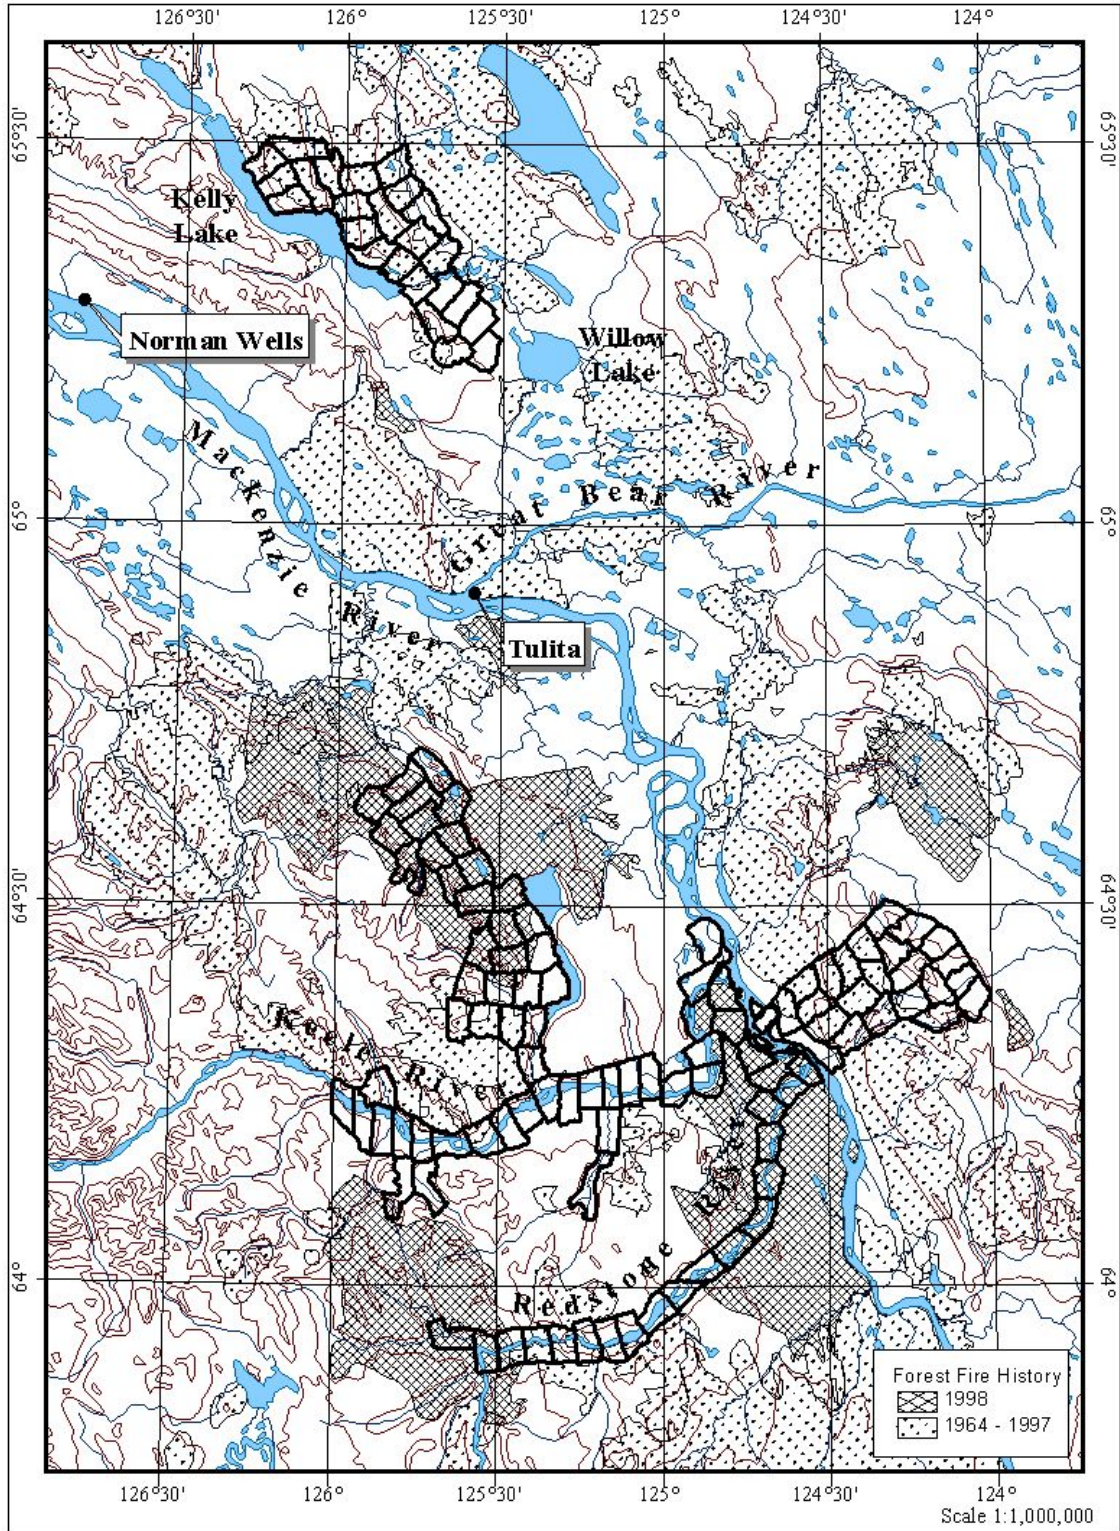 126°30' 126° 125°30' 125° 124°30' 124°
65°30' 65°30'
Kelly
Lake
Norman Wells
Willow
Lake
Mackenzie River
Great Bear River
65° 65°
Tulita
64°30' 64°30'
Keele River
Redstone River
64° 64°
Forest Fire History
1998
1964 - 1997
126°30' 126° 125°30' 125° 124°30' 124°
Scale 1:1,000,000